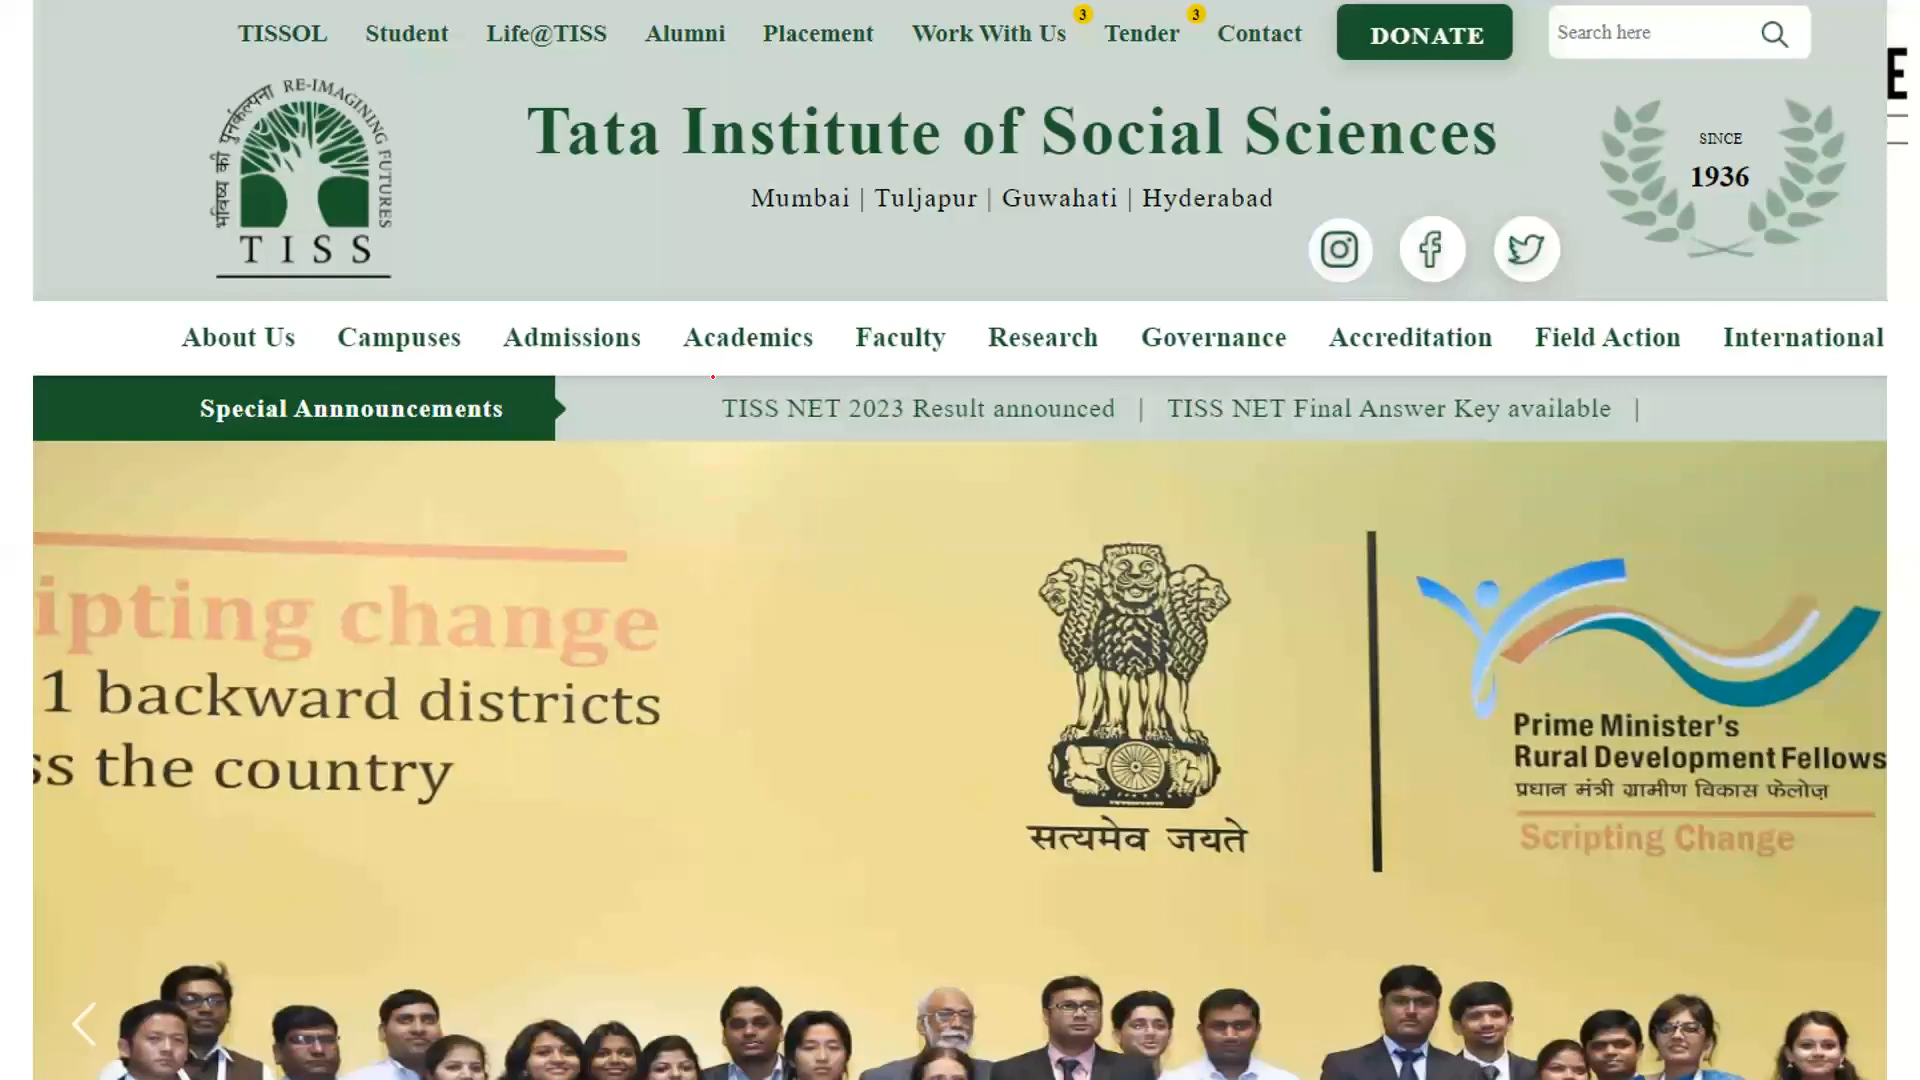 TISSOL Student Life@TISS Alumni Placement Work With Us 3 Tender 3 Contact DONATE Search here
भविष्य की पुनर्कल्पना RE-IMAGINING FUTURES
TISS
Tata Institute of Social Sciences
Mumbai | Tuljapur | Guwahati | Hyderabad
SINCE
1936
E
About Us Campuses Admissions Academics Faculty Research Governance Accreditation Field Action International
Special Annnouncements TISS NET 2023 Result announced | TISS NET Final Answer Key available |
ipting change
1 backward districts
ss the country
सत्यमेव जयते
Prime Minister's
Rural Development Fellows
प्रधान मंत्री ग्रामीण विकास फेलोज़
Scripting Change